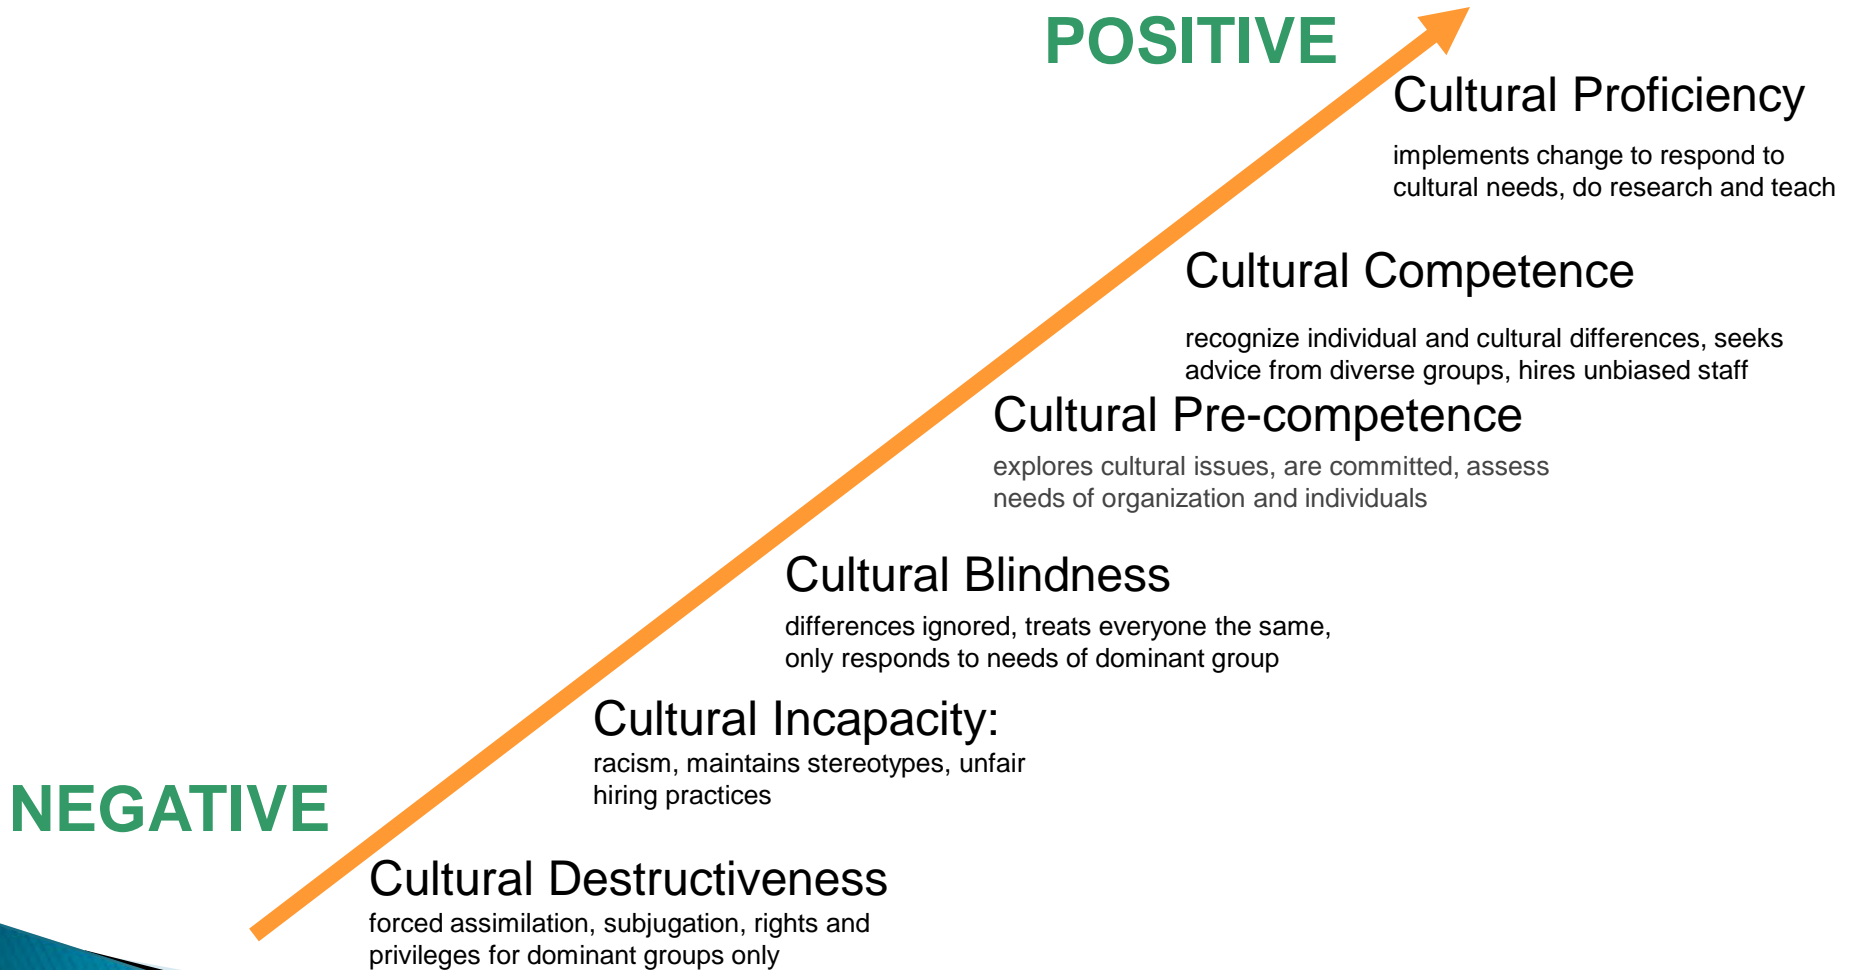 POSITIVE
Cultural Proficiency
implements change to respond to
cultural needs, do research and teach
Cultural Competence
recognize individual and cultural differences, seeks
advice from diverse groups, hires unbiased staff
Cultural Pre-competence
explores cultural issues, are committed, assess
needs of organization and individuals
Cultural Blindness
differences ignored, treats everyone the same,
only responds to needs of dominant group
Cultural Incapacity:
racism, maintains stereotypes, unfair
hiring practices
NEGATIVE
Cultural Destructiveness
forced assimilation, subjugation, rights and
privileges for dominant groups only